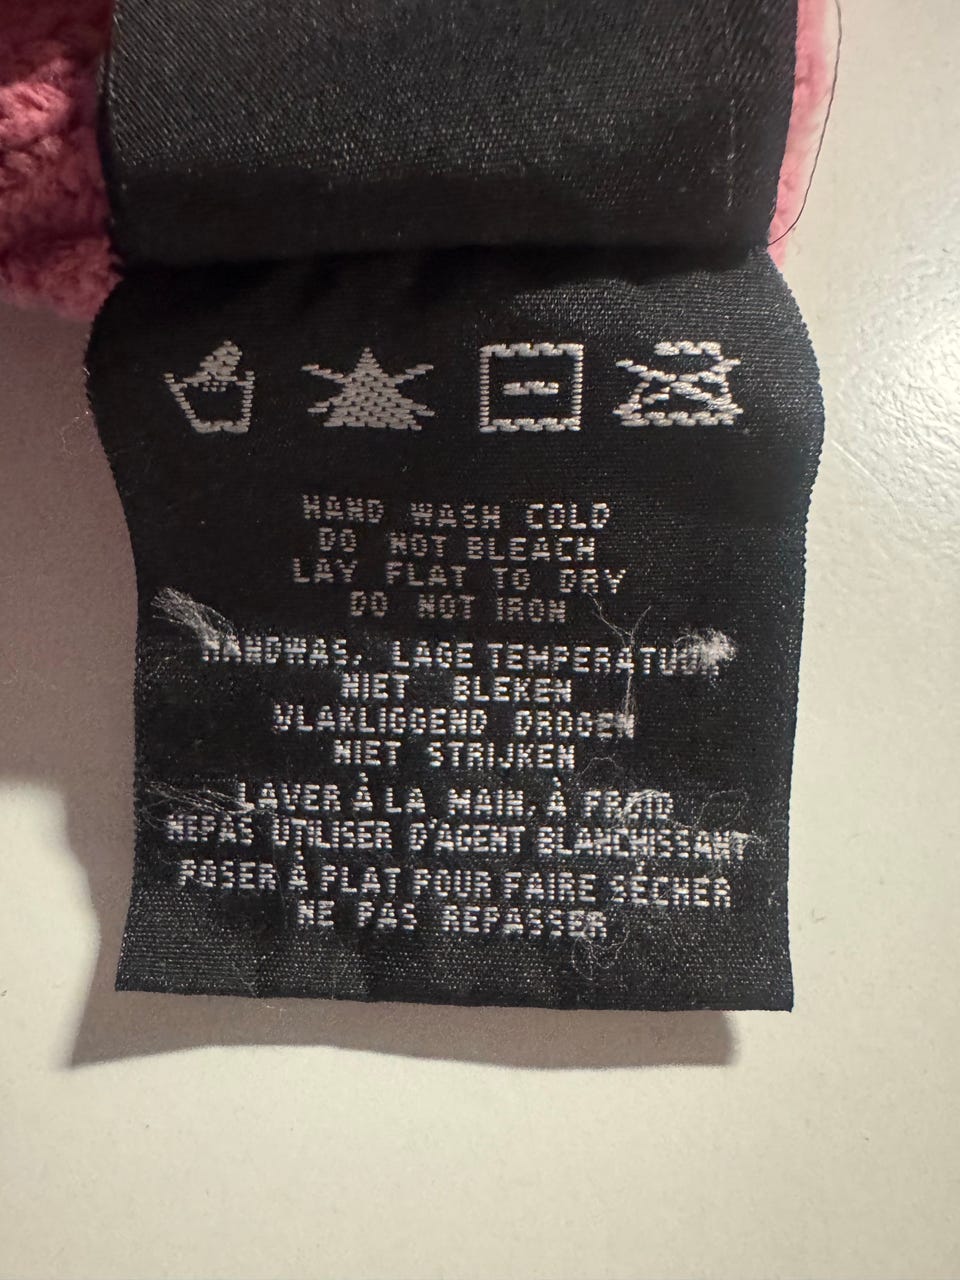 HAND WASH COLD
DO NOT BLEACH
LAY FLAT TO DRY
DO NOT IRON
HANDWAS, LAGE TEMPERATUUR
NIET BLEKEN
VLAKLIGGEND DROGEN
NIET STRIJKEN
LAVER À LA MAIN, À FROID
NE PAS UTILISER D'AGENT BLANCHISSANT
POSER À PLAT POUR FAIRE SÉCHER
NE PAS REPASSER